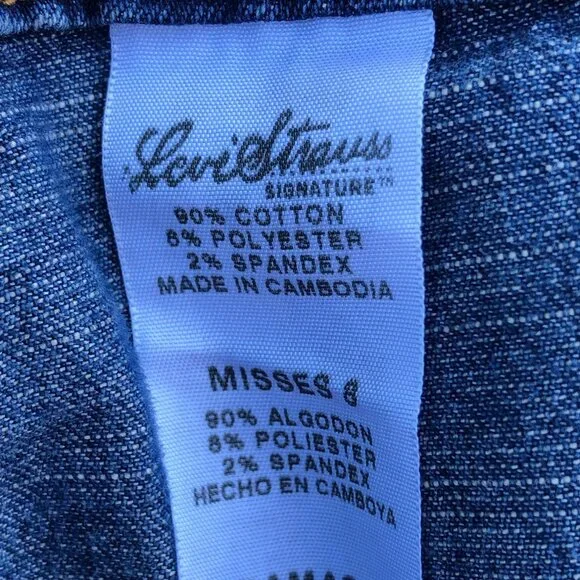 Levi Strauss
SIGNATURE™
90% COTTON
8% POLYESTER
2% SPANDEX
MADE IN CAMBODIA
MISSES 6
90% ALGODON
8% POLIESTER
2% SPANDEX
HECHO EN CAMBOYA